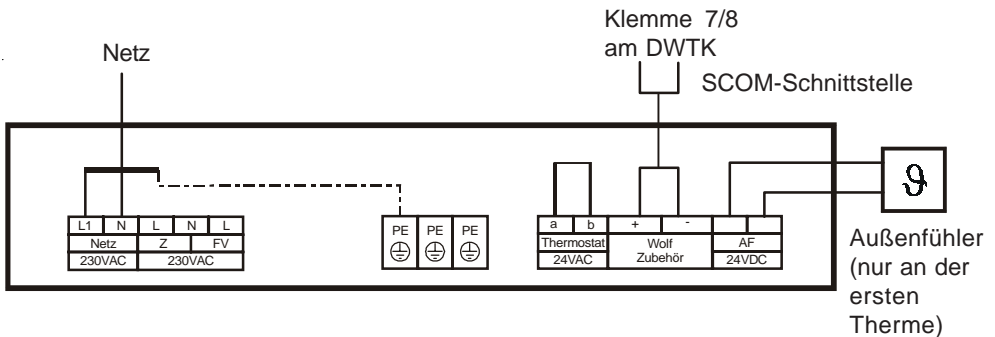 Klemme 7/8
am DWTK
Netz
SCOM-Schnittstelle
ϑ
L1 N L N L
Netz Z FV
230VAC 230VAC
PE PE PE
a b + -
Thermostat Wolf Zubehör AF
24VAC 24VDC
Außenfühler
(nur an der
ersten
Therme)